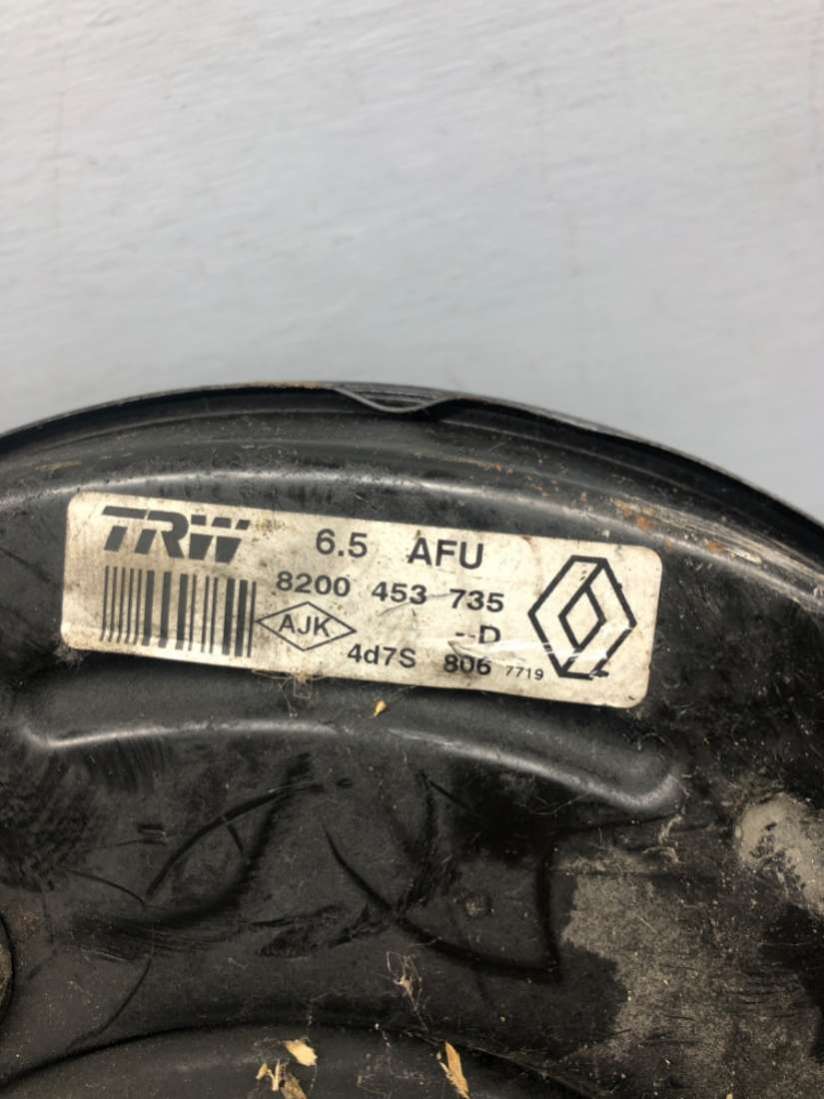 TRW 6.5 AFU
8200 453 735
AJK --D
4d7S 806 7719